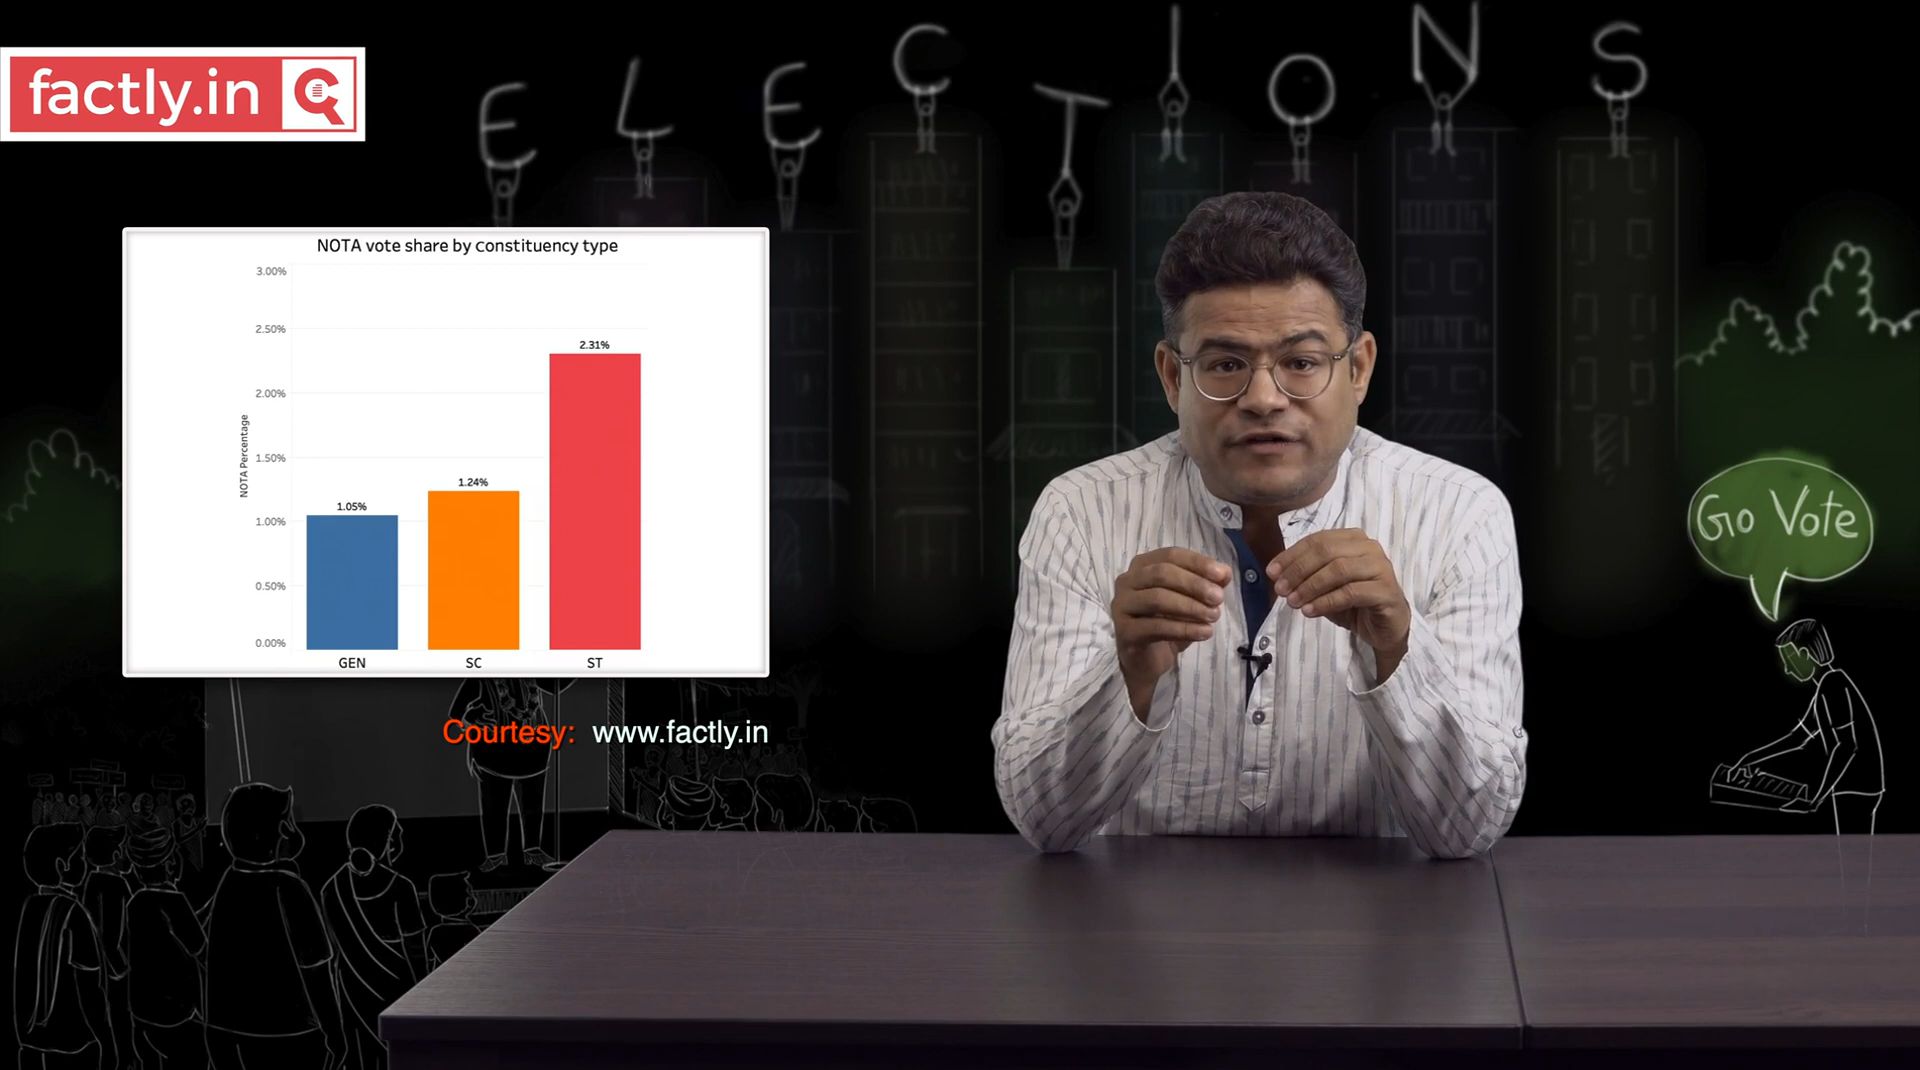 ELECTIONS
factly.in
NOTA vote share by constituency type
3.00%
2.50%
2.00%
1.50%
1.00%
0.50%
0.00%
NOTA Percentage
1.05%
1.24%
2.31%
GEN SC ST
Go Vote
Courtesy: www.factly.in